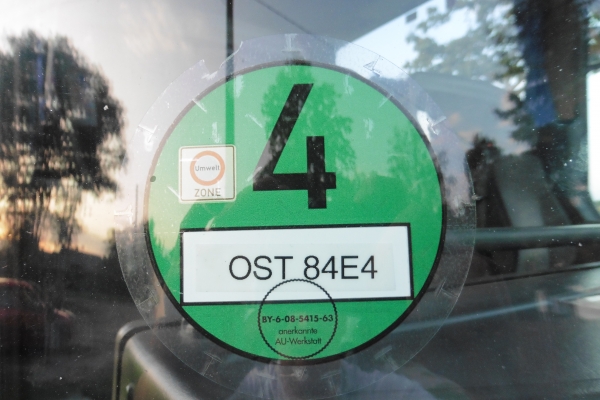 4
Umwelt
ZONE
OST 84E4
BY-6-08-5415-63
anerkannte
AU-Werkstatt